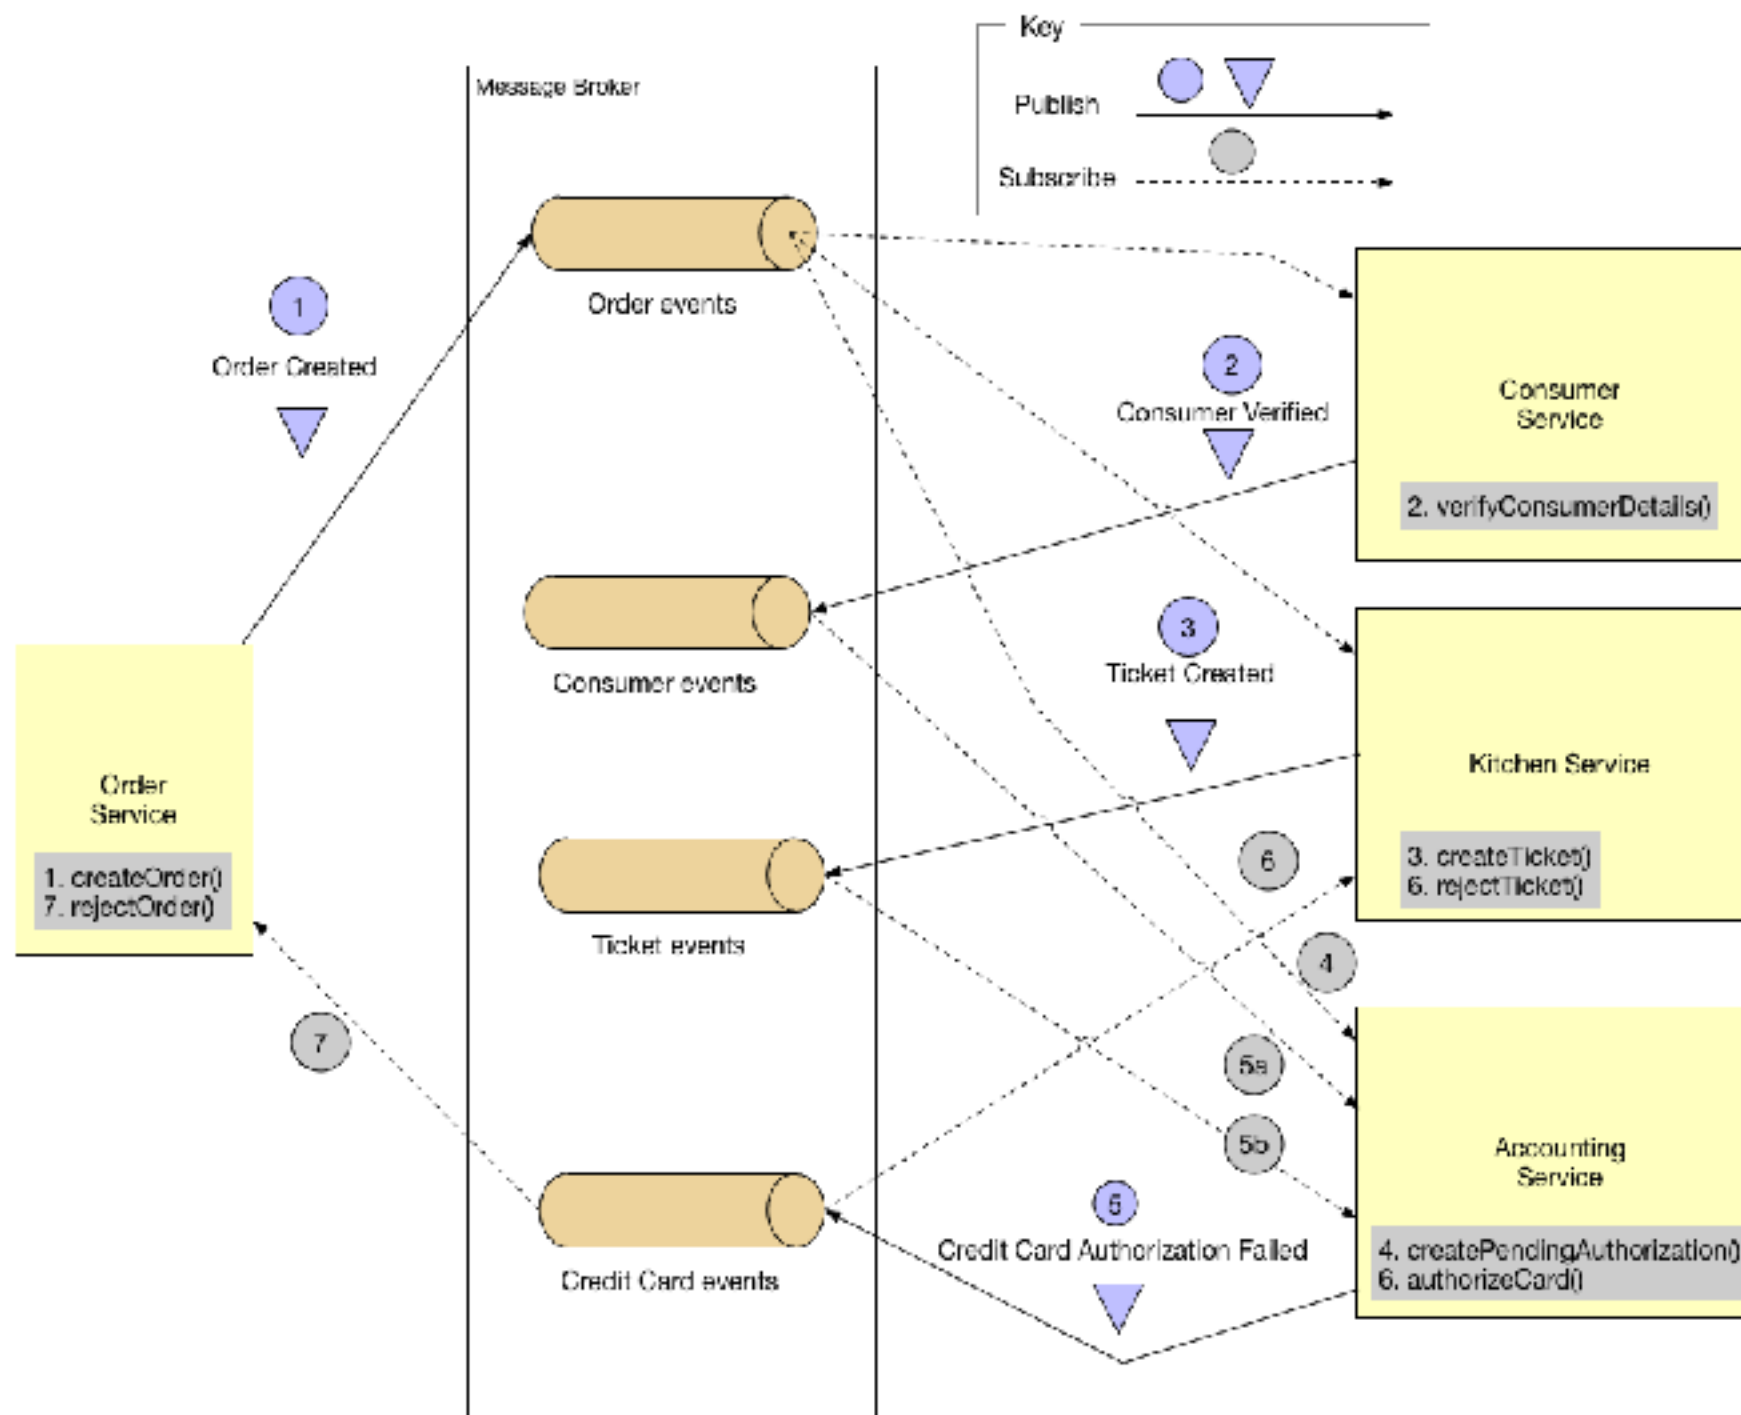 Key
Message Broker
Publish
Subscribe
1
Order Created
Order events
2
Consumer Verified
Consumer
Service
2. verifyConsumerDetails()
Consumer events
3
Ticket Created
Kitchen Service
3. createTicket()
6. rejectTicket()
Order
Service
1. createOrder()
7. rejectOrder()
Ticket events
6
4
7
5a
5b
Accounting
Service
4. createPendingAuthorization()
6. authorizeCard()
5
Credit Card Authorization Failed
Credit Card events